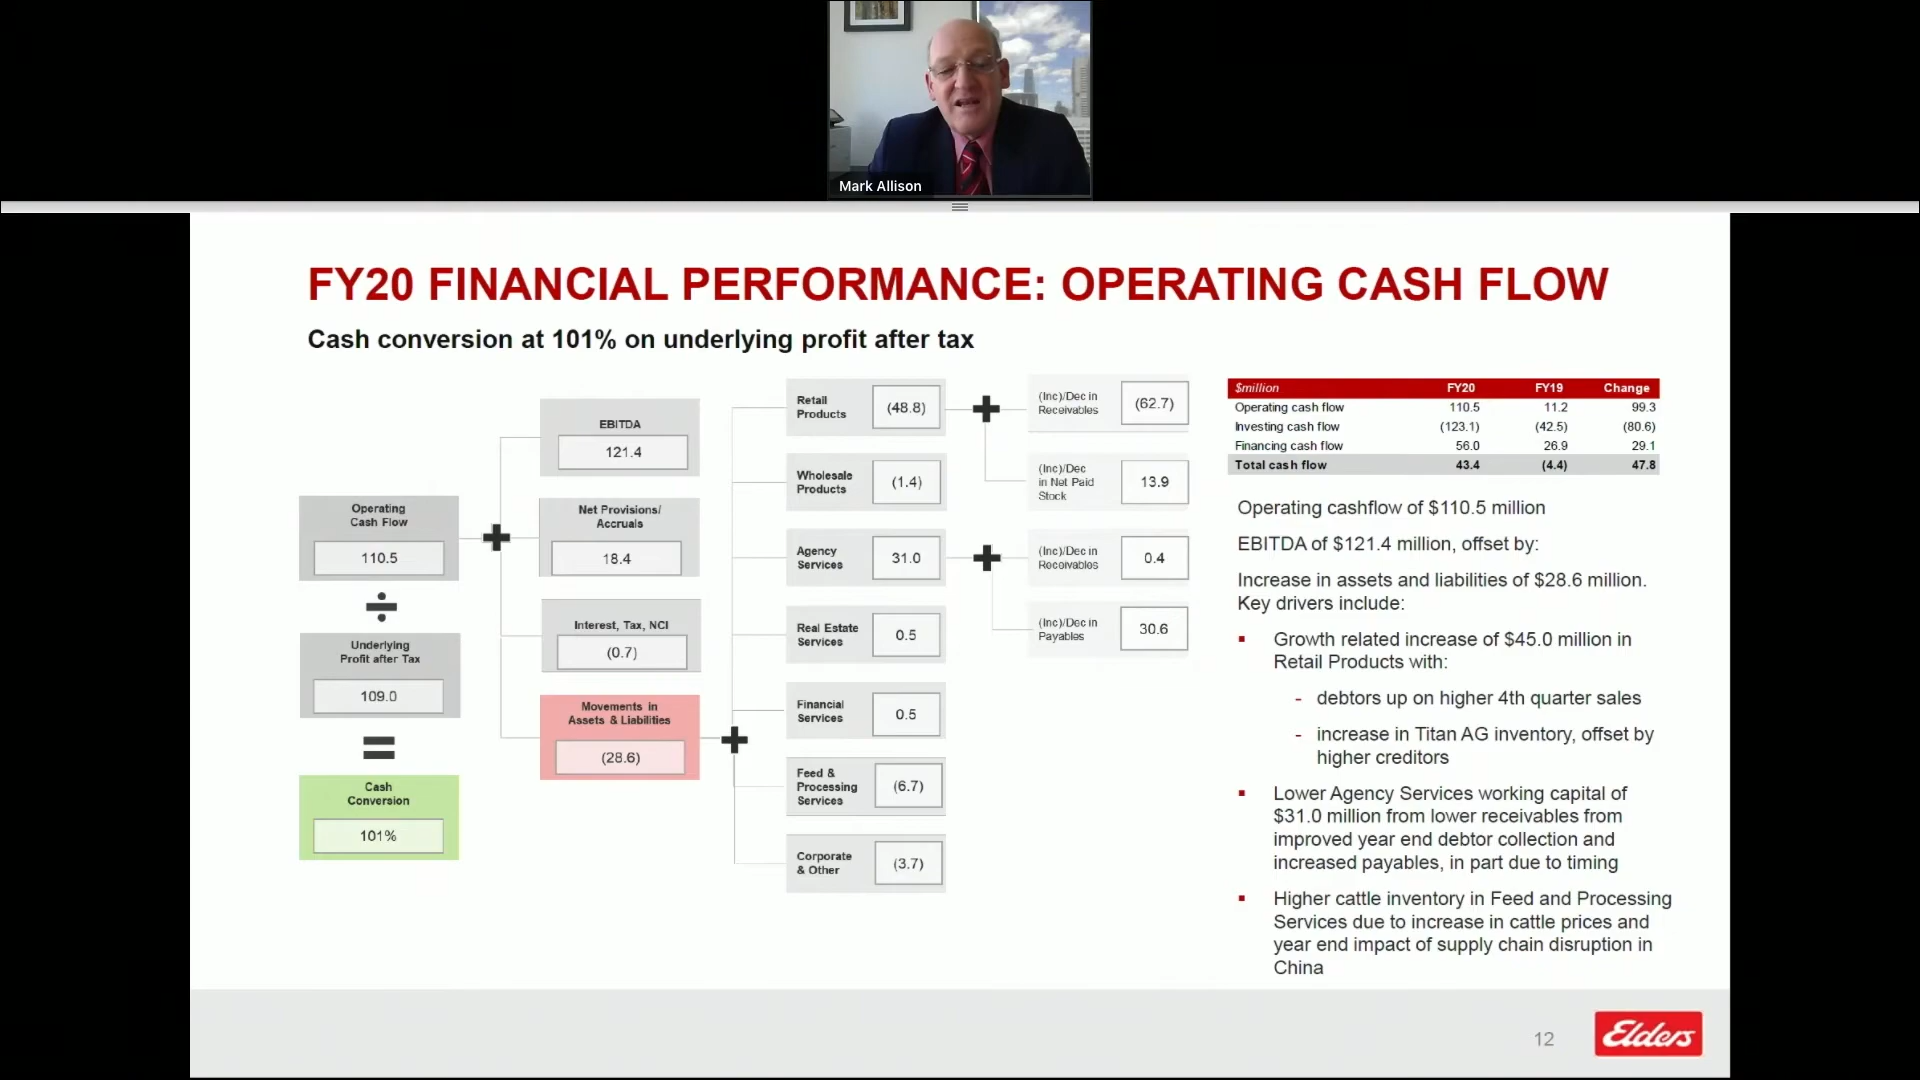 Mark Allison
FY20 FINANCIAL PERFORMANCE: OPERATING CASH FLOW
Cash conversion at 101% on underlying profit after tax
Operating
Cash Flow
110.5
÷
Underlying
Profit after Tax
109.0
=
Cash
Conversion
101%
+
EBITDA
121.4
Net Provisions/
Accruals
18.4
Interest, Tax, NCI
(0.7)
Movements in
Assets & Liabilities
(28.6)
+
Retail
Products
(48.8)
Wholesale
Products
(1.4)
Agency
Services
31.0
Real Estate
Services
0.5
Financial
Services
0.5
Feed &
Processing
Services
(6.7)
Corporate
& Other
(3.7)
+
(Inc)/Dec in
Receivables
(62.7)
(Inc)/Dec
in Net Paid
Stock
13.9
+
(Inc)/Dec in
Receivables
0.4
(Inc)/Dec in
Payables
30.6
$million FY20 FY19 Change
Operating cash flow 110.5 11.2 99.3
Investing cash flow (123.1) (42.5) (80.6)
Financing cash flow 56.0 26.9 29.1
Total cash flow 43.4 (4.4) 47.8
Operating cashflow of $110.5 million
EBITDA of $121.4 million, offset by:
Increase in assets and liabilities of $28.6 million.
Key drivers include:
▪ Growth related increase of $45.0 million in
Retail Products with:
- debtors up on higher 4th quarter sales
- increase in Titan AG inventory, offset by
higher creditors
▪ Lower Agency Services working capital of
$31.0 million from lower receivables from
improved year end debtor collection and
increased payables, in part due to timing
▪ Higher cattle inventory in Feed and Processing
Services due to increase in cattle prices and
year end impact of supply chain disruption in
China
12
Elders